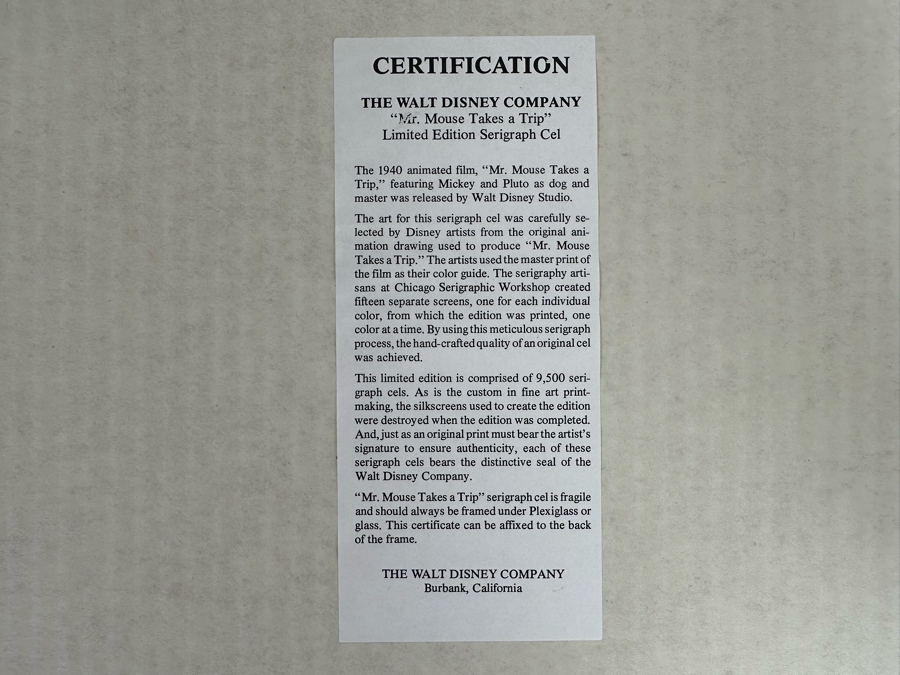 CERTIFICATION
THE WALT DISNEY COMPANY
“Mr. Mouse Takes a Trip”
Limited Edition Serigraph Cel
The 1940 animated film, “Mr. Mouse Takes a
Trip,” featuring Mickey and Pluto as dog and
master was released by Walt Disney Studio.
The art for this serigraph cel was carefully se-
lected by Disney artists from the original ani-
mation drawing used to produce “Mr. Mouse
Takes a Trip.” The artists used the master print of
the film as their color guide. The serigraphy arti-
sans at Chicago Serigraphic Workshop created
fifteen separate screens, one for each individual
color, from which the edition was printed, one
color at a time. By using this meticulous serigraph
process, the hand-crafted quality of an original cel
was achieved.
This limited edition is comprised of 9,500 seri-
graph cels. As is the custom in fine art print-
making, the silkscreens used to create the edition
were destroyed when the edition was completed.
And, just as an original print must bear the artist’s
signature to ensure authenticity, each of these
serigraph cels bears the distinctive seal of the
Walt Disney Company.
“Mr. Mouse Takes a Trip” serigraph cel is fragile
and should always be framed under Plexiglass or
glass. This certificate can be affixed to the back
of the frame.
THE WALT DISNEY COMPANY
Burbank, California